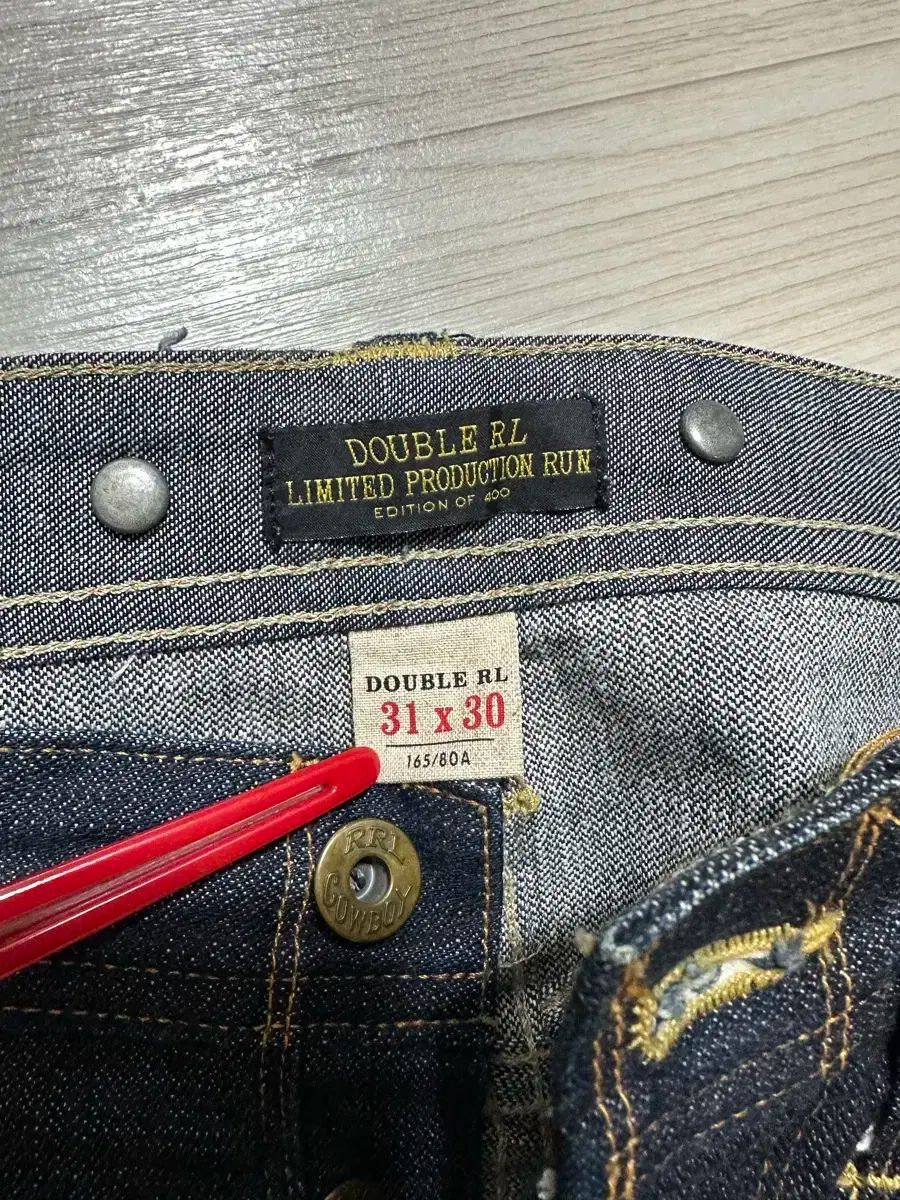 DOUBLE RL
LIMITED PRODUCTION RUN
EDITION OF 400
DOUBLE RL
31 x 30
165/80A
RRL
COWBOY